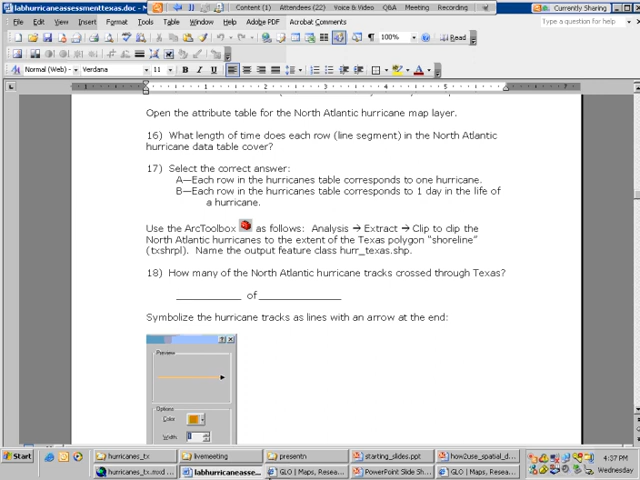 labhurricaneassessmenttexas.doc - M
Content (1) Attendees (22) Voice & Video Q&A Meeting Recording
Currently Sharing
File Edit View Insert Format Tools Table Window Help Adobe PDF Acrobat Comments
Type a question for help
100% Read
Normal (Web) Verdana 11 B I U
Open the attribute table for the North Atlantic hurricane map layer.
16) What length of time does each row (line segment) in the North Atlantic
hurricane data table cover?
17) Select the correct answer:
A—Each row in the hurricanes table corresponds to one hurricane.
B—Each row in the hurricanes table corresponds to 1 day in the life of
a hurricane.
Use the ArcToolbox as follows: Analysis → Extract → Clip to clip the
North Atlantic hurricanes to the extent of the Texas polygon "shoreline"
(txshrpl). Name the output feature class hurr_texas.shp.
18) How many of the North Atlantic hurricane tracks crossed through Texas?
____________ of ______________
Symbolize the hurricane tracks as lines with an arrow at the end:
Preview
Options
Color
Width
Start hurricanes_tx livemeeting presentn starting_slides.ppt how2use_spatial_d... 4:37 PM
hurricanes_tx.mxd ... labhurricaneasse... GLO | Maps, Resea... PowerPoint Slide Sh... GLO | Maps, Resea... Wednesday